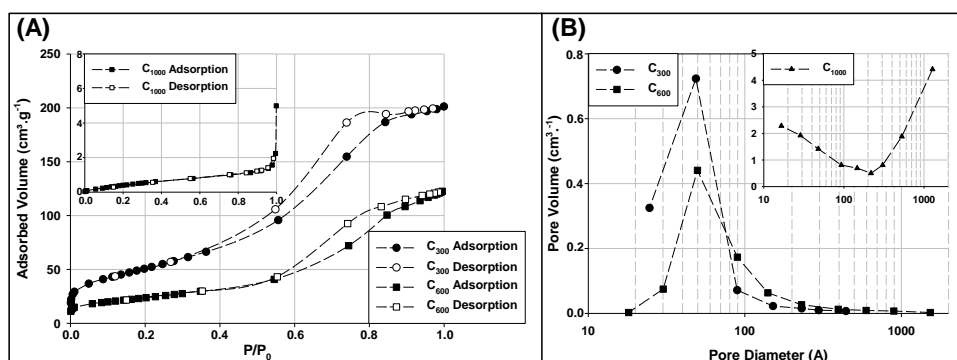 (A)
250
200
150
100
50
0
0.0 0.2 0.4 0.6 0.8 1.0
P/P0
Adsorbed Volume (cm³.g⁻¹)
8
6
4
2
0
0.0 0.2 0.4 0.6 0.8 1.0
C1000 Adsorption
C1000 Desorption
C300 Adsorption
C300 Desorption
C600 Adsorption
C600 Desorption
(B)
0.8
0.6
0.4
0.2
0.0
10 100 1000
Pore Diameter (A)
Pore Volume (cm³.⁻¹)
C300
C600
5
4
3
2
1
0
10 100 1000
C1000